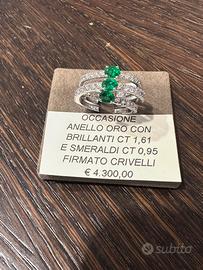 OCCASIONE
ANELLO ORO CON
BRILLANTI CT 1,61
E SMERALDI CT 0,95
FIRMATO CRIVELLI
€ 4.300,00
subito